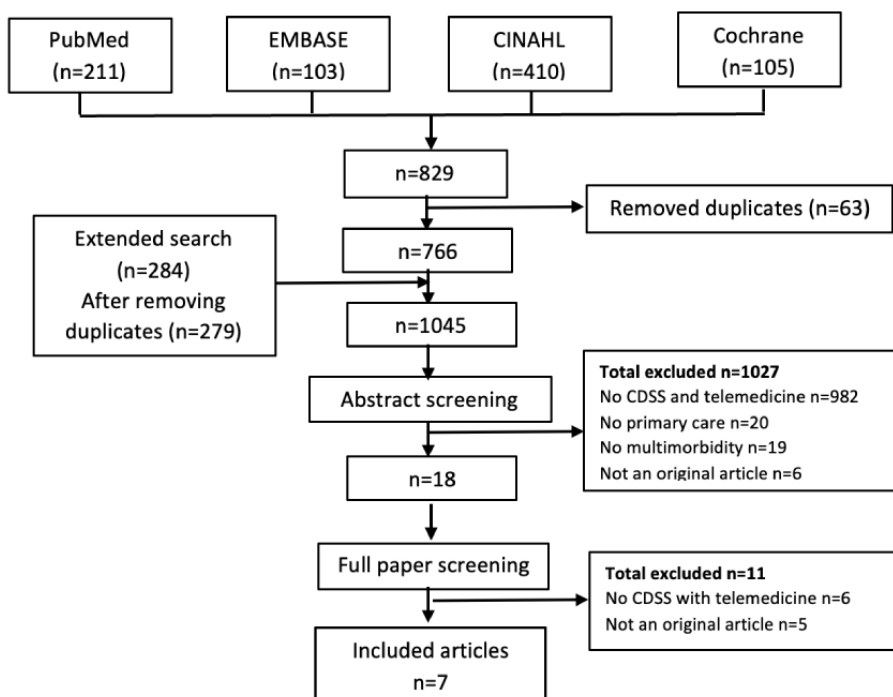 PubMed
(n=211)
EMBASE
(n=103)
CINAHL
(n=410)
Cochrane
(n=105)
n=829
Removed duplicates (n=63)
Extended search
(n=284)
After removing
duplicates (n=279)
n=766
n=1045
Abstract screening
Total excluded n=1027
No CDSS and telemedicine n=982
No primary care n=20
No multimorbidity n=19
Not an original article n=6
n=18
Full paper screening
Total excluded n=11
No CDSS with telemedicine n=6
Not an original article n=5
Included articles
n=7